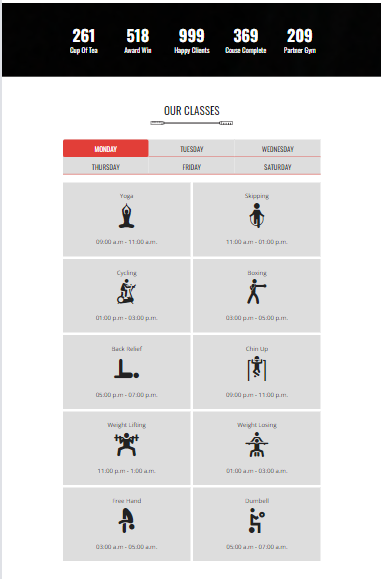 261 518 999 369 209
Cup Of Tea Award Win Happy Clients Couse Complete Partner Gym
OUR CLASSES
MONDAY TUESDAY WEDNESDAY
THURSDAY FRIDAY SATURDAY
Yoga Skipping
09:00 a.m - 11:00 a.m. 11:00 a.m - 01:00 p.m.
Cycling Boxing
01:00 p.m - 03:00 p.m. 03:00 p.m - 05:00 p.m.
Back Relief Chin Up
05:00 p.m - 07:00 p.m. 09:00 p.m - 11:00 p.m.
Weight Lifting Weight Losing
11:00 p.m - 1:00 a.m. 01:00 a.m - 03:00 a.m.
Free Hand Dumbell
03:00 a.m - 05:00 a.m. 05:00 a.m - 07:00 a.m.